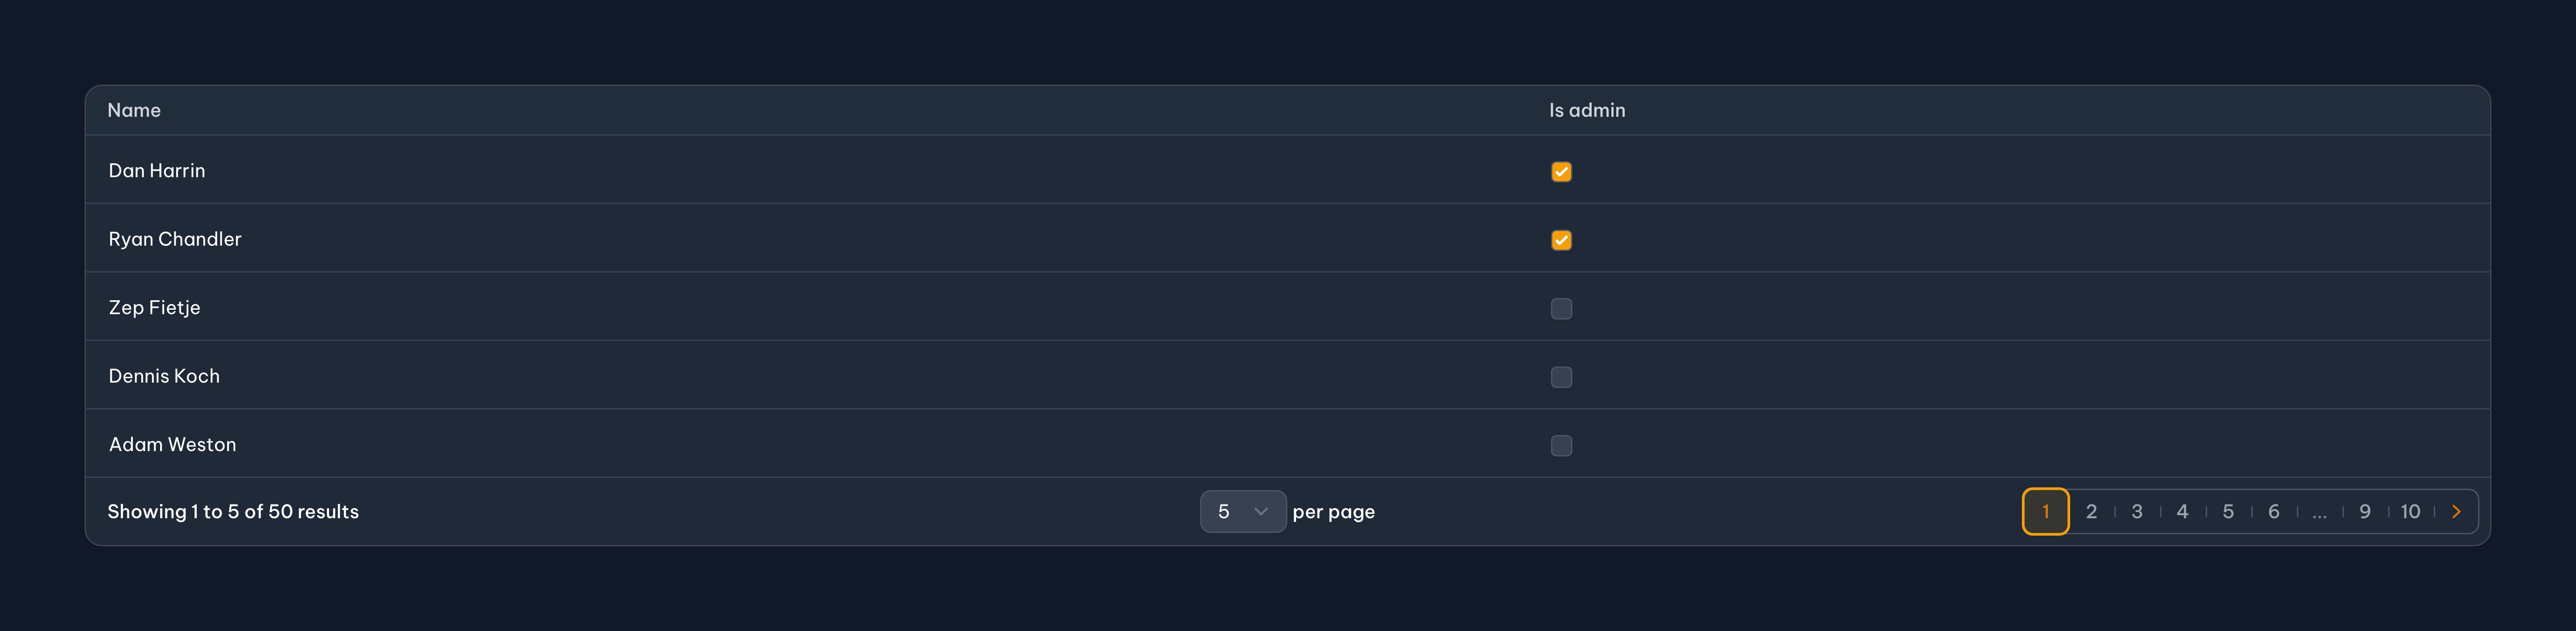 Name Is admin
Dan Harrin
Ryan Chandler
Zep Fietje
Dennis Koch
Adam Weston
Showing 1 to 5 of 50 results 5 per page 1 2 3 4 5 6 ... 9 10